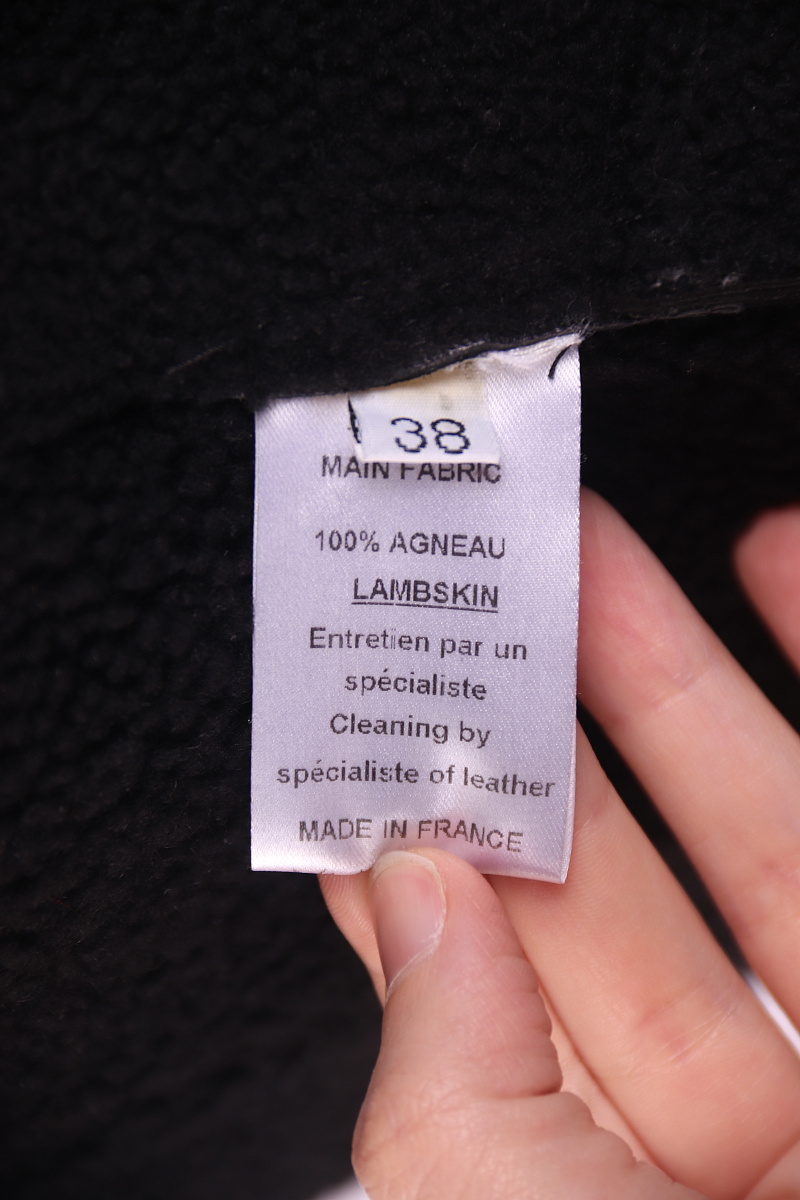 38
MAIN FABRIC
100% AGNEAU
LAMBSKIN
Entretien par un
spécialiste
Cleaning by
spécialiste of leather
MADE IN FRANCE